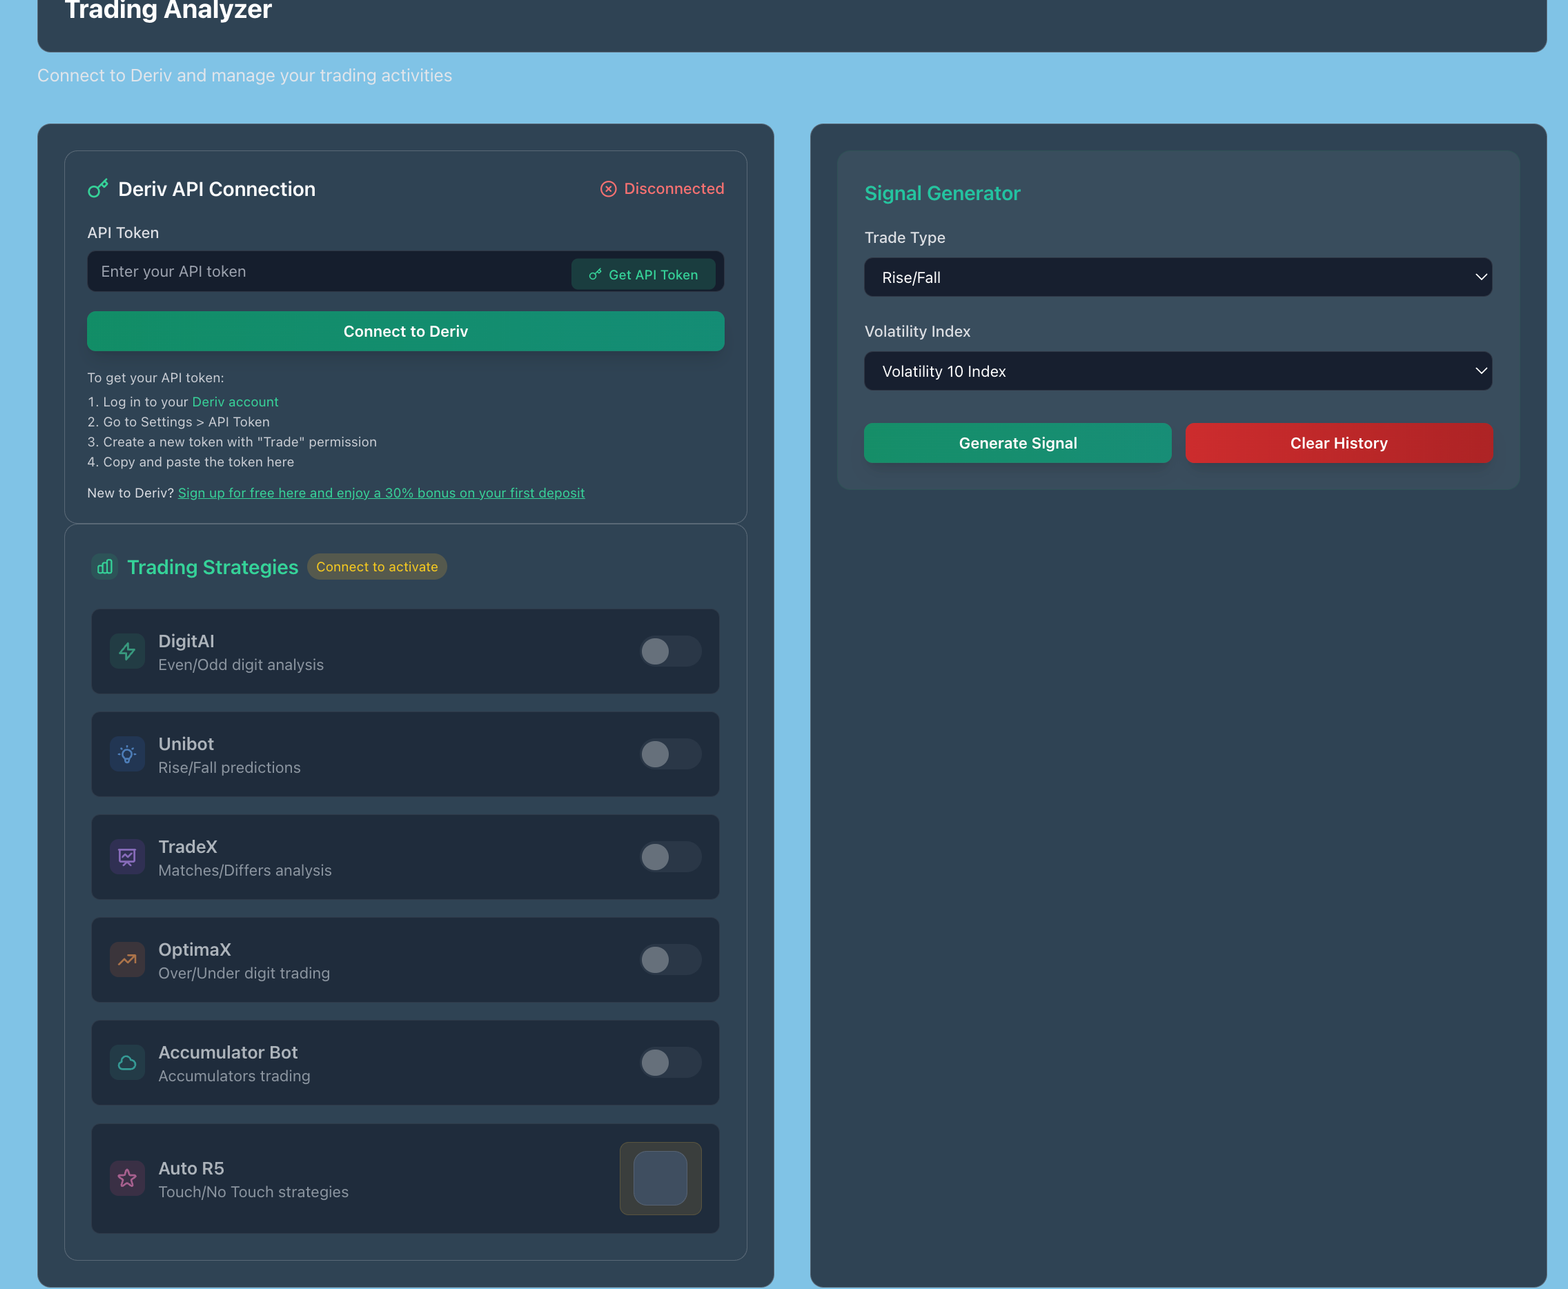 Trading Analyzer
Connect to Deriv and manage your trading activities
Deriv API Connection
Disconnected
API Token
Enter your API token
Get API Token
Connect to Deriv
To get your API token:
1. Log in to your Deriv account
2. Go to Settings > API Token
3. Create a new token with "Trade" permission
4. Copy and paste the token here
New to Deriv? Sign up for free here and enjoy a 30% bonus on your first deposit
Trading Strategies
Connect to activate
DigitAI
Even/Odd digit analysis
Unibot
Rise/Fall predictions
TradeX
Matches/Differs analysis
OptimaX
Over/Under digit trading
Accumulator Bot
Accumulators trading
Auto R5
Touch/No Touch strategies
Signal Generator
Trade Type
Rise/Fall
Volatility Index
Volatility 10 Index
Generate Signal
Clear History